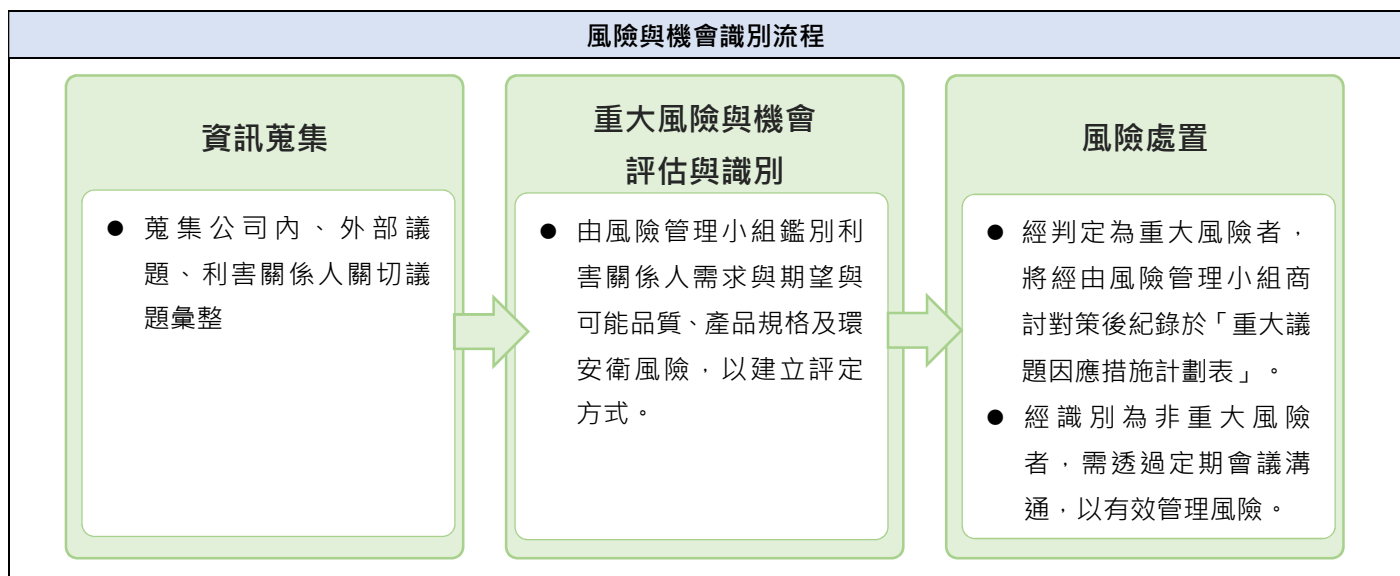 風險與機會識別流程
資訊蒐集
● 蒐集公司內、外部議
題、利害關係人關切議
題彙整
重大風險與機會
評估與識別
● 由風險管理小組鑑別利
害關係人需求與期望與
可能品質、產品規格及環
安衛風險，以建立評定
方式。
風險處置
● 經判定為重大風險者，
將經由風險管理小組商
討對策後紀錄於「重大議
題因應措施計劃表」。
● 經識別為非重大風險
者，需透過定期會議溝
通，以有效管理風險。